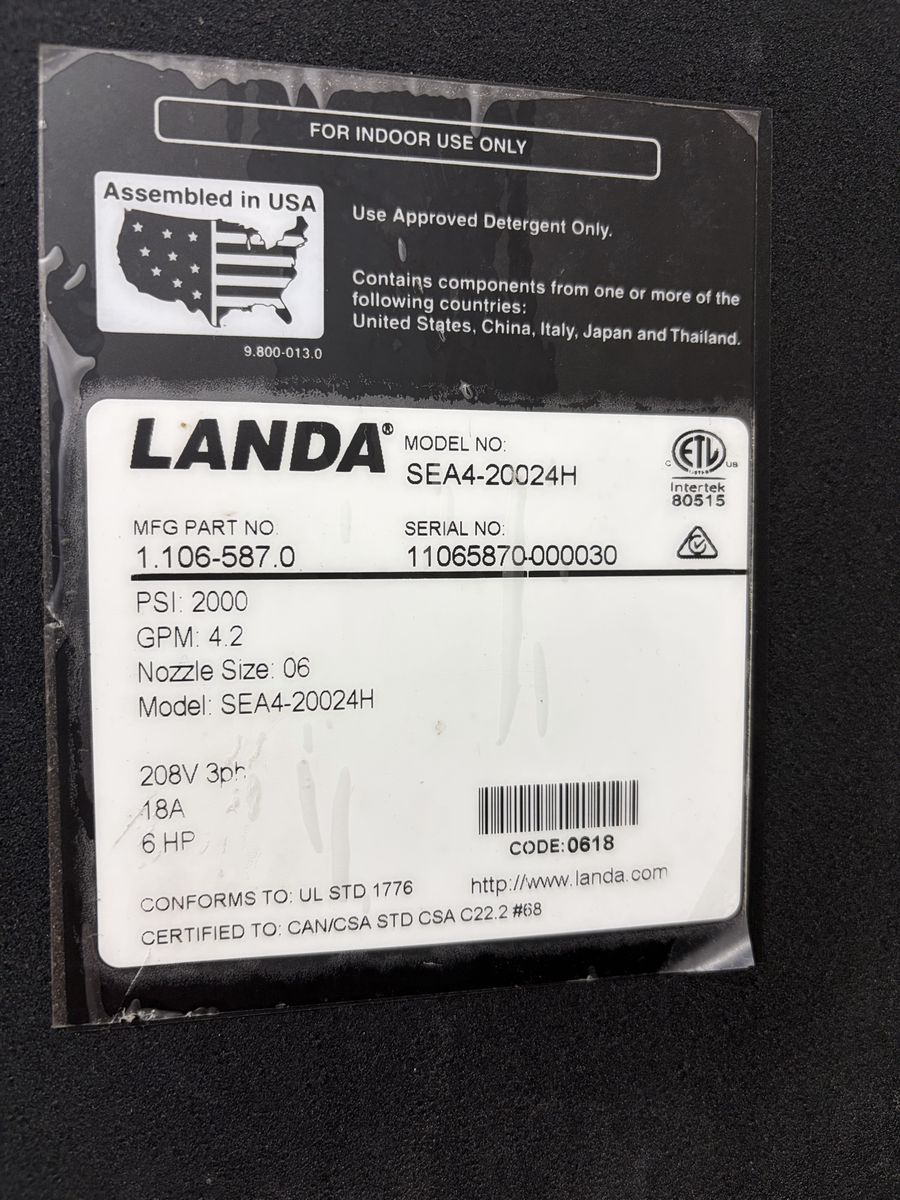 FOR INDOOR USE ONLY
Assembled in USA
9.800-013.0
Use Approved Detergent Only.
Contains components from one or more of the
following countries:
United States, China, Italy, Japan and Thailand.
LANDA®
MODEL NO:
SEA4-20024H
C ETL US
LISTED
Intertek
80515
MFG PART NO.
1.106-587.0
SERIAL NO:
11065870-000030
PSI: 2000
GPM: 4.2
Nozzle Size: 06
Model: SEA4-20024H
208V 3ph
18A
6 HP
CODE:0618
CONFORMS TO: UL STD 1776
http://www.landa.com
CERTIFIED TO: CAN/CSA STD CSA C22.2 #68